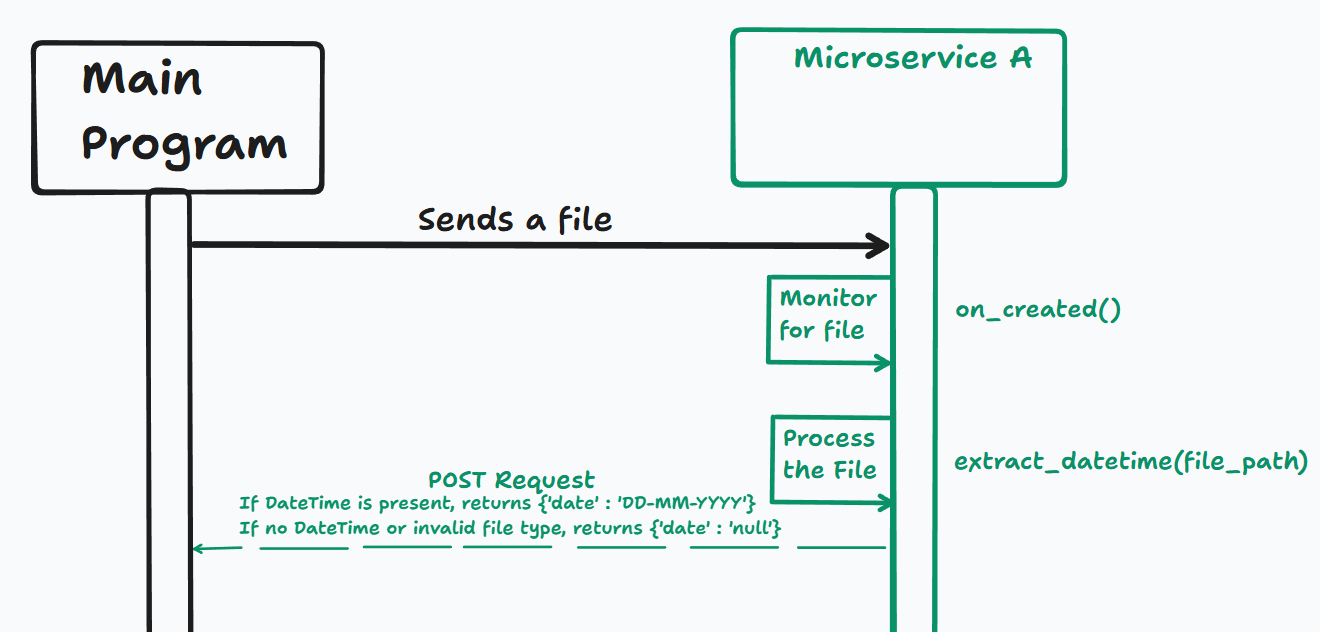 Main
Program
Microservice A
Sends a file
Monitor
for file
on_created()
Process
the File
extract_datetime(file_path)
POST Request
If DateTime is present, returns {'date' : 'DD-MM-YYYY'}
If no DateTime or invalid file type, returns {'date' : 'null'}